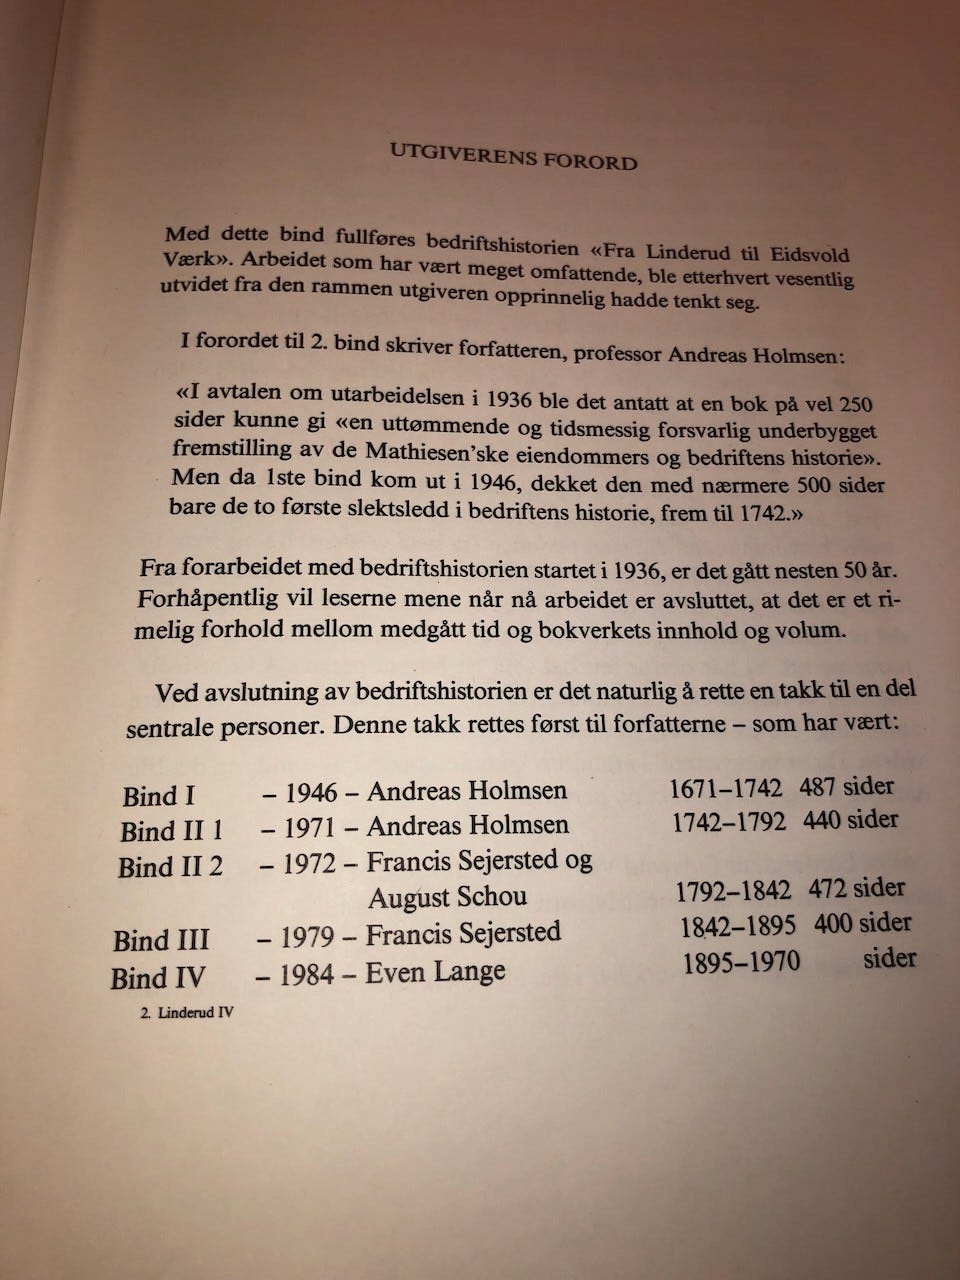 UTGIVERENS FORORD
Med dette bind fullføres bedriftshistorien «Fra Linderud til Eidsvold
Værk». Arbeidet som har vært meget omfattende, ble etterhvert vesentlig
utvidet fra den rammen utgiveren opprinnelig hadde tenkt seg.
I forordet til 2. bind skriver forfatteren, professor Andreas Holmsen:
«I avtalen om utarbeidelsen i 1936 ble det antatt at en bok på vel 250
sider kunne gi «en uttømmende og tidsmessig forsvarlig underbygget
fremstilling av de Mathiesen'ske eiendommers og bedriftens historie».
Men da 1ste bind kom ut i 1946, dekket den med nærmere 500 sider
bare de to første slektsledd i bedriftens historie, frem til 1742.»
Fra forarbeidet med bedriftshistorien startet i 1936, er det gått nesten 50 år.
Forhåpentlig vil leserne mene når nå arbeidet er avsluttet, at det er et ri-
melig forhold mellom medgått tid og bokverkets innhold og volum.
Ved avslutning av bedriftshistorien er det naturlig å rette en takk til en del
sentrale personer. Denne takk rettes først til forfatterne – som har vært:
Bind I – 1946 – Andreas Holmsen 1671–1742 487 sider
Bind II 1 – 1971 – Andreas Holmsen 1742–1792 440 sider
Bind II 2 – 1972 – Francis Sejersted og
August Schou 1792–1842 472 sider
Bind III – 1979 – Francis Sejersted 1842–1895 400 sider
Bind IV – 1984 – Even Lange 1895–1970 sider
2. Linderud IV